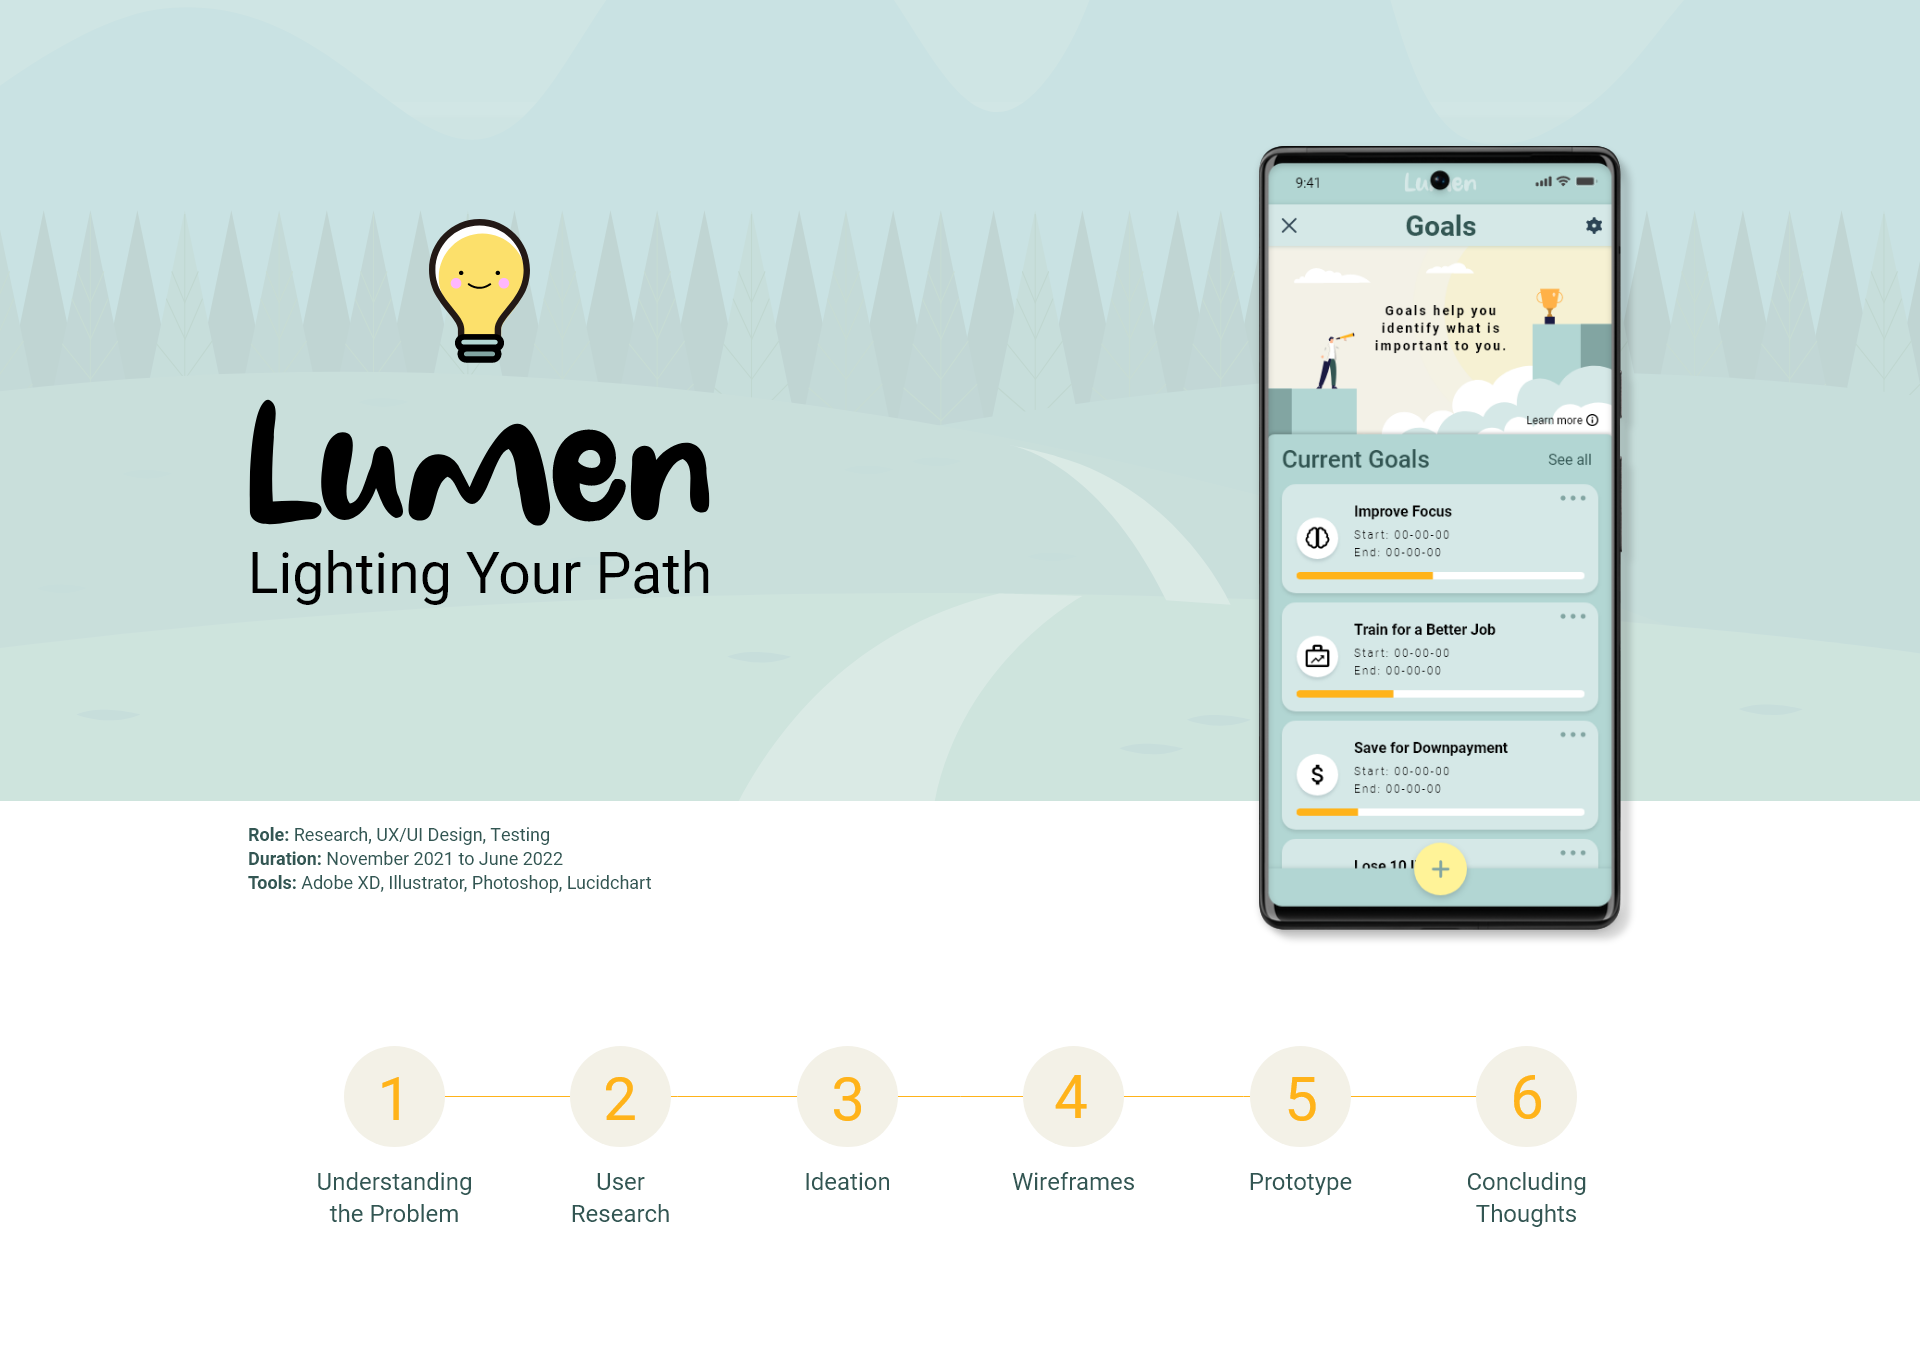 Lumen
Lighting Your Path
9:41
Goals
Goals help you
identify what is
important to you.
Learn more
Current Goals
See all
Improve Focus
Start: 00-00-00
End: 00-00-00
Train for a Better Job
Start: 00-00-00
End: 00-00-00
Save for Downpayment
Start: 00-00-00
End: 00-00-00
Lose 10
Role: Research, UX/UI Design, Testing
Duration: November 2021 to June 2022
Tools: Adobe XD, Illustrator, Photoshop, Lucidchart
1
2
3
4
5
6
Understanding
the Problem
User
Research
Ideation
Wireframes
Prototype
Concluding
Thoughts